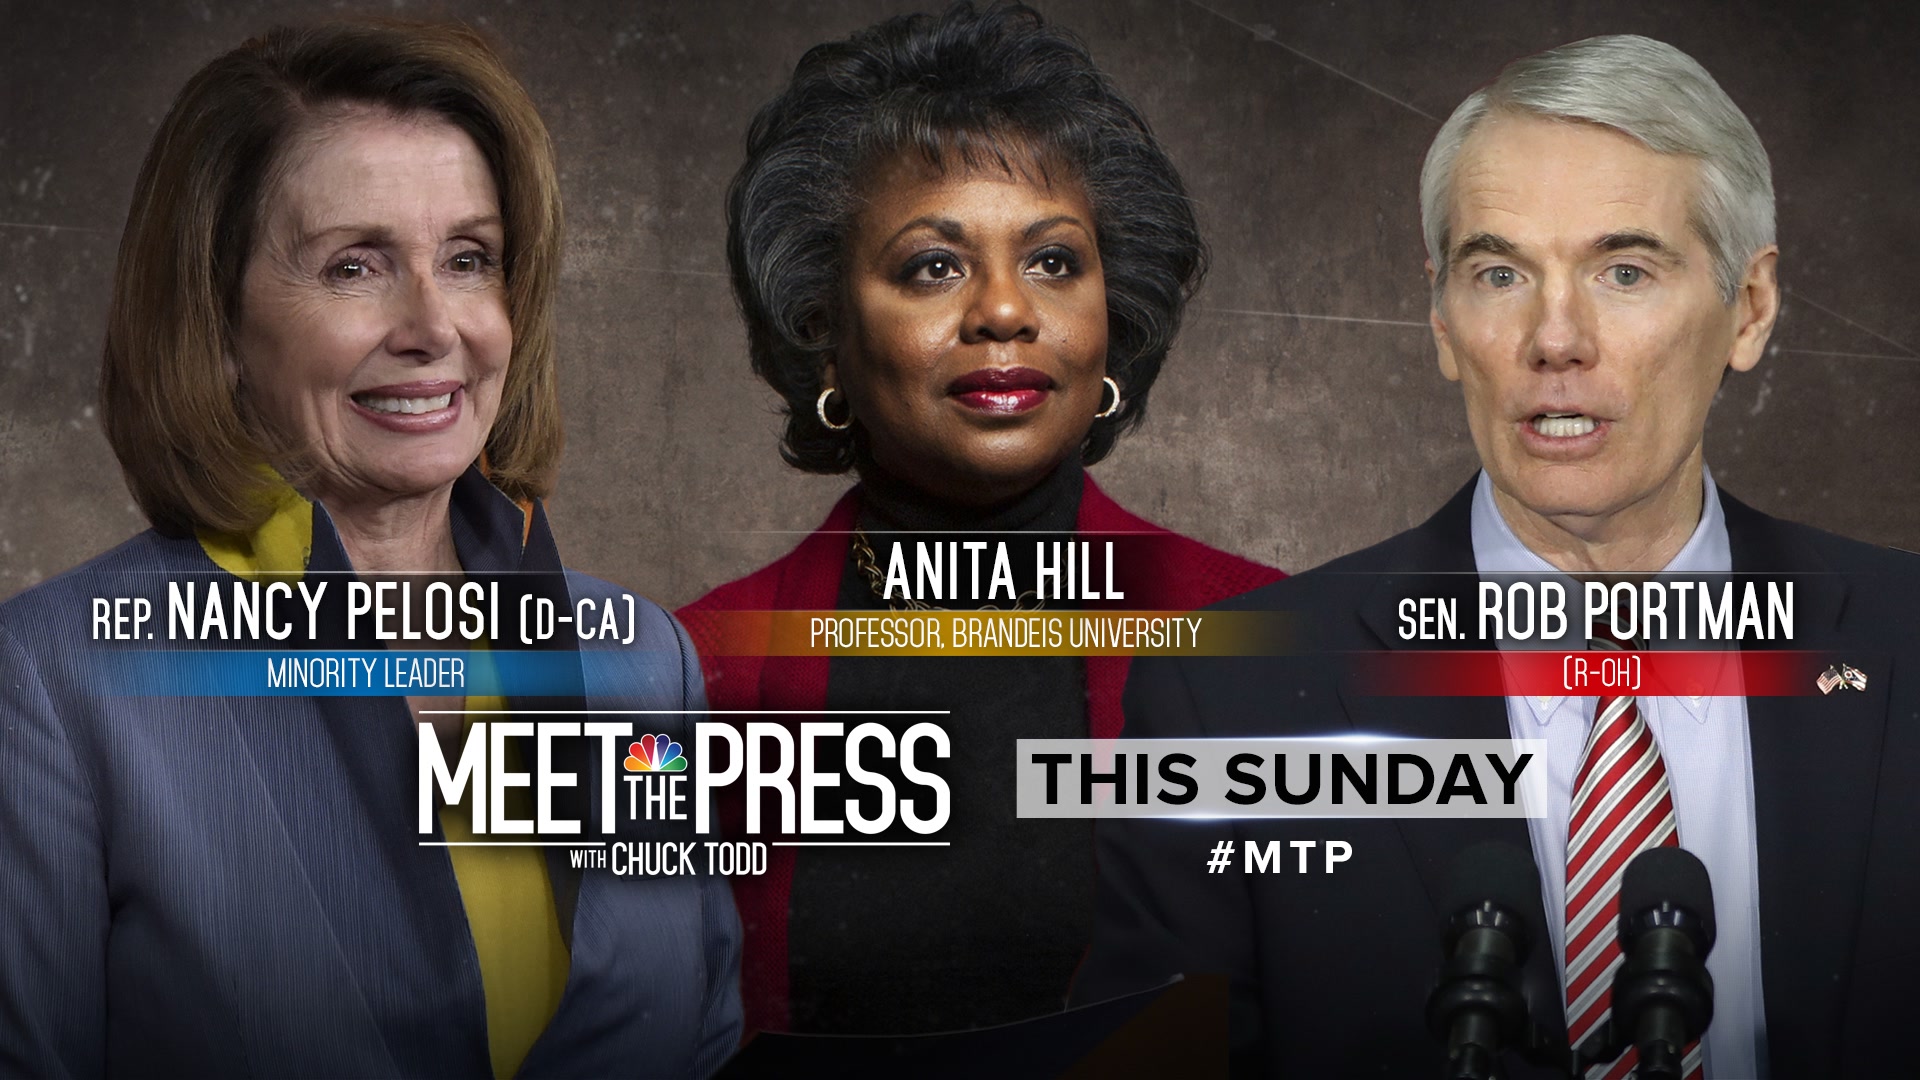 REP. NANCY PELOSI (D-CA)
MINORITY LEADER
ANITA HILL
PROFESSOR, BRANDEIS UNIVERSITY
SEN. ROB PORTMAN
(R-OH)
MEET THE PRESS
WITH CHUCK TODD
THIS SUNDAY
#MTP